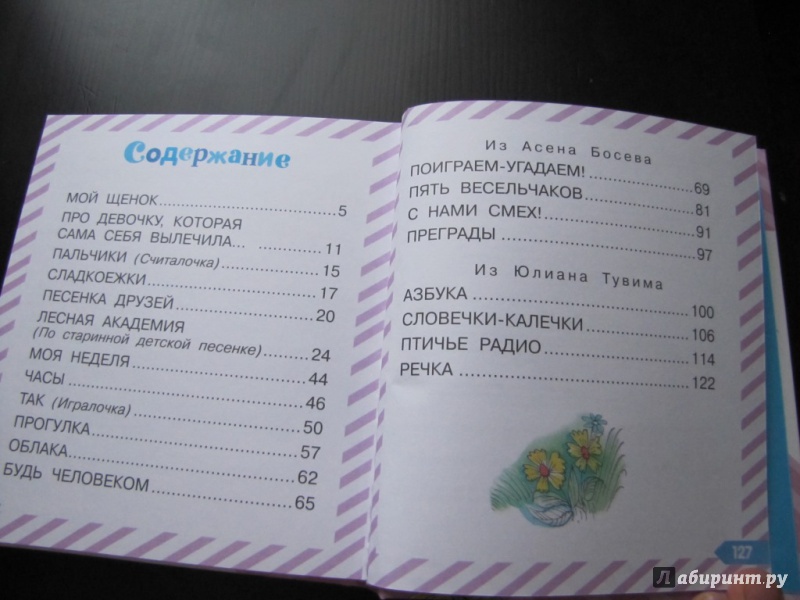 Содержание
МОЙ ЩЕНОК....................5
ПРО ДЕВОЧКУ, КОТОРАЯ
САМА СЕБЯ ВЫЛЕЧИЛА... ..........11
ПАЛЬЧИКИ (Считалочка)..............15
СЛАДКОЕЖКИ.........................17
ПЕСЕНКА ДРУЗЕЙ.....................20
ЛЕСНАЯ АКАДЕМИЯ
(По старинной детской песенке)........24
МОЯ НЕДЕЛЯ.........................44
ЧАСЫ...............................46
ТАК (Игралочка)....................50
ПРОГУЛКА...........................57
ОБЛАКА.............................62
БУДЬ ЧЕЛОВЕКОМ.....................65
Из Асена Босева
ПОИГРАЕМ-УГАДАЕМ!..................69
ПЯТЬ ВЕСЕЛЬЧАКОВ...................81
С НАМИ СМЕХ!.......................91
ПРЕГРАДЫ...........................97
Из Юлиана Тувима
АЗБУКА.............................100
СЛОВЕЧКИ-КАЛЕЧКИ...................106
ПТИЧЬЕ РАДИО.......................114
РЕЧКА..............................122
127
Лабиринт.ру